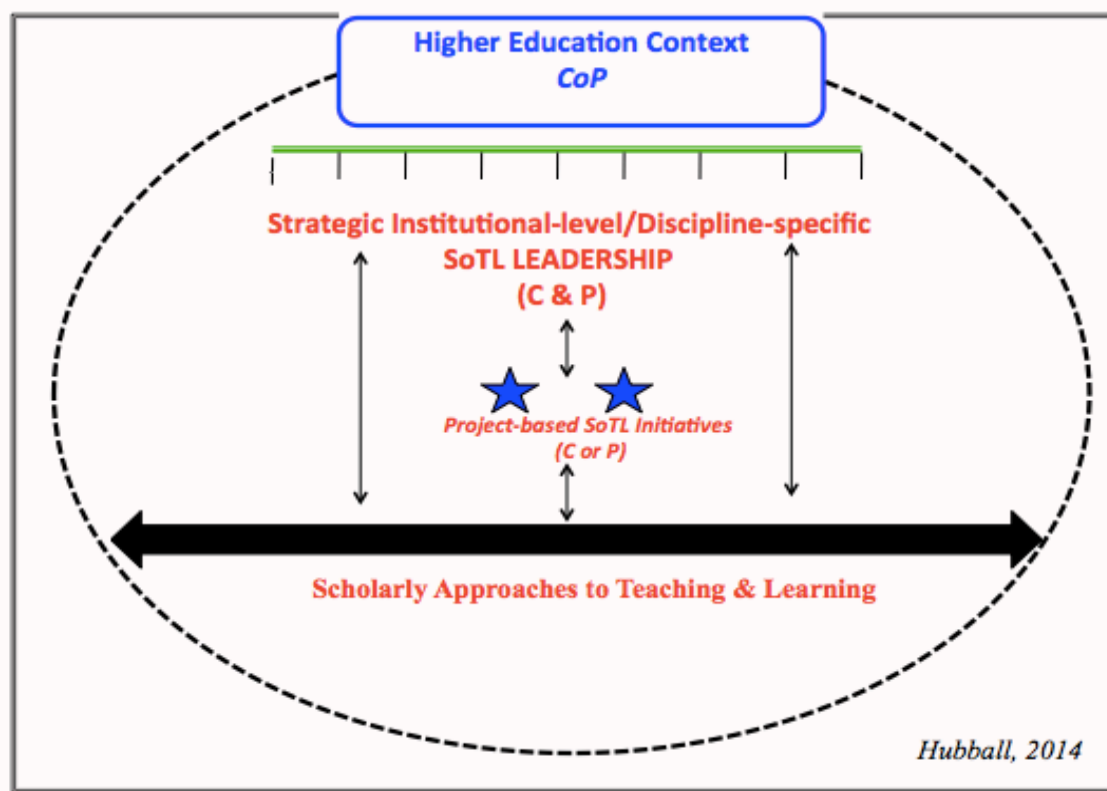 Higher Education Context
CoP
Strategic Institutional-level/Discipline-specific
SoTL LEADERSHIP
(C & P)
Project-based SoTL Initiatives
(C or P)
Scholarly Approaches to Teaching & Learning
Hubball, 2014